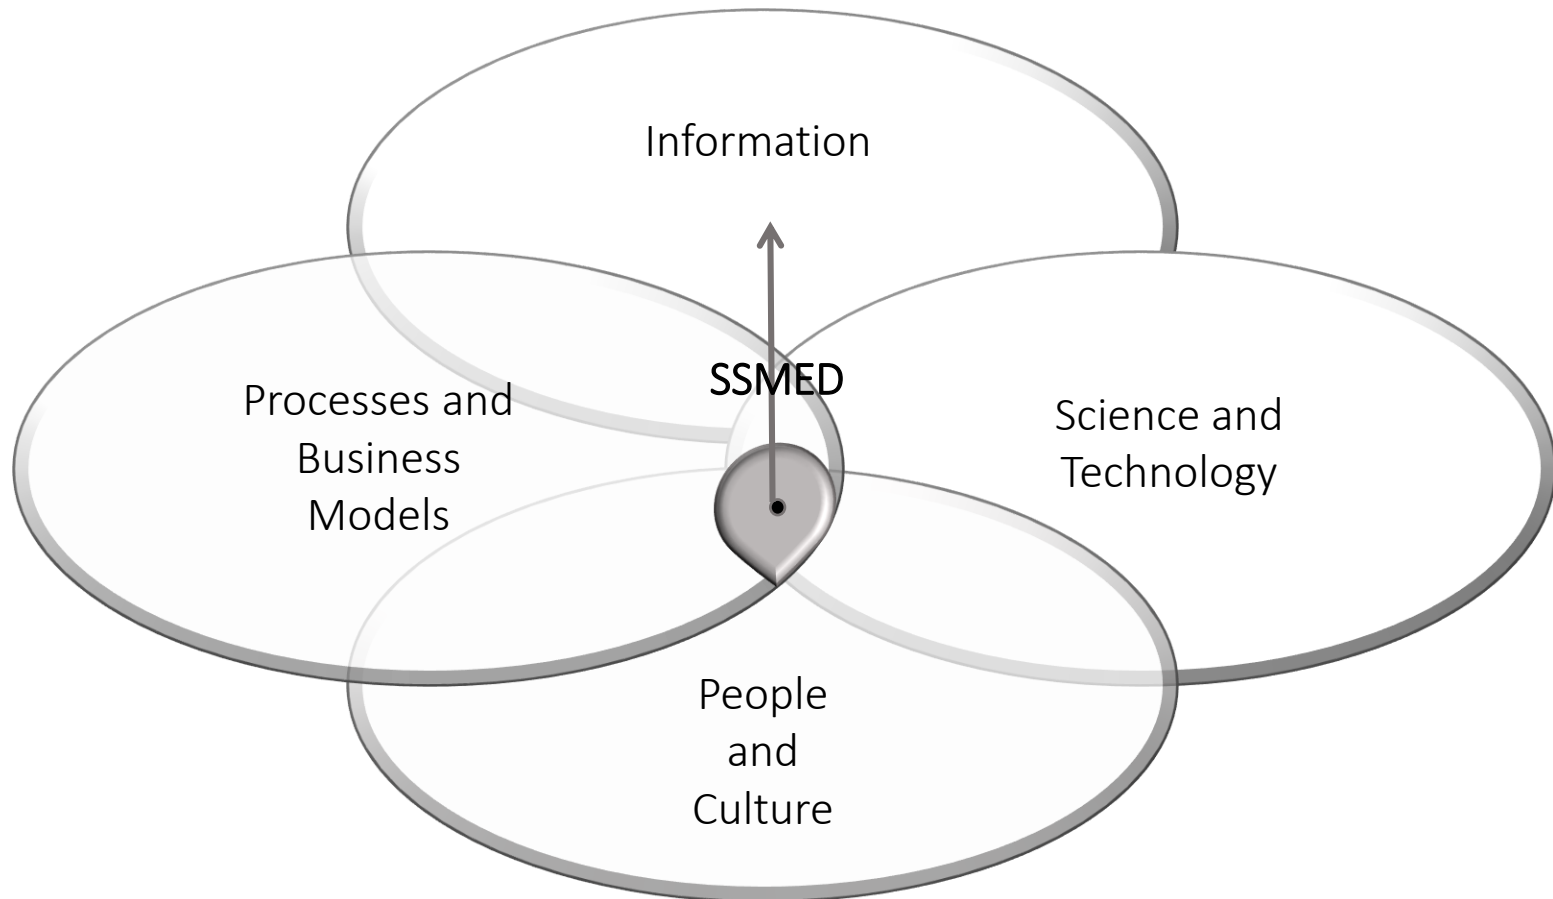 Information
SSMED
Processes and
Business
Models
Science and
Technology
People
and
Culture